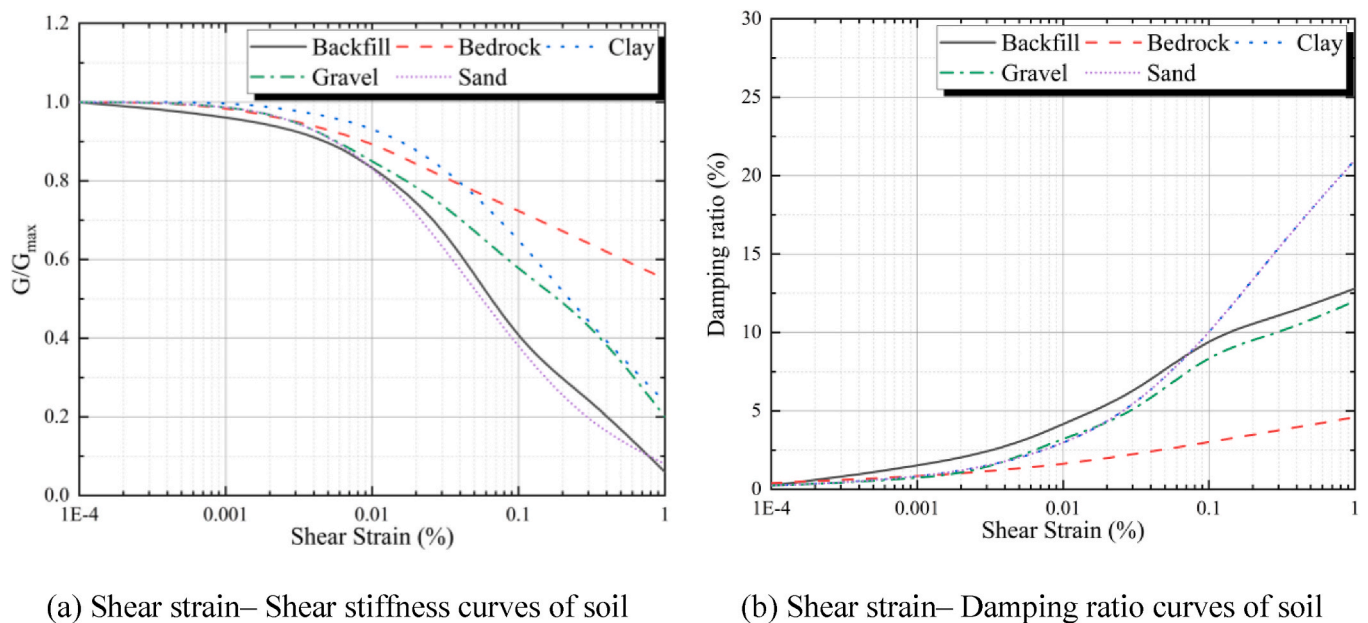 Backfill Bedrock Clay
Gravel Sand
1.2
1.0
0.8
0.6
0.4
0.2
0.0
G/Gmax
1E-4 0.001 0.01 0.1 1
Shear Strain (%)
(a) Shear strain– Shear stiffness curves of soil
Backfill Bedrock Clay
Gravel Sand
30
25
20
15
10
5
0
Damping ratio (%)
1E-4 0.001 0.01 0.1 1
Shear Strain (%)
(b) Shear strain– Damping ratio curves of soil